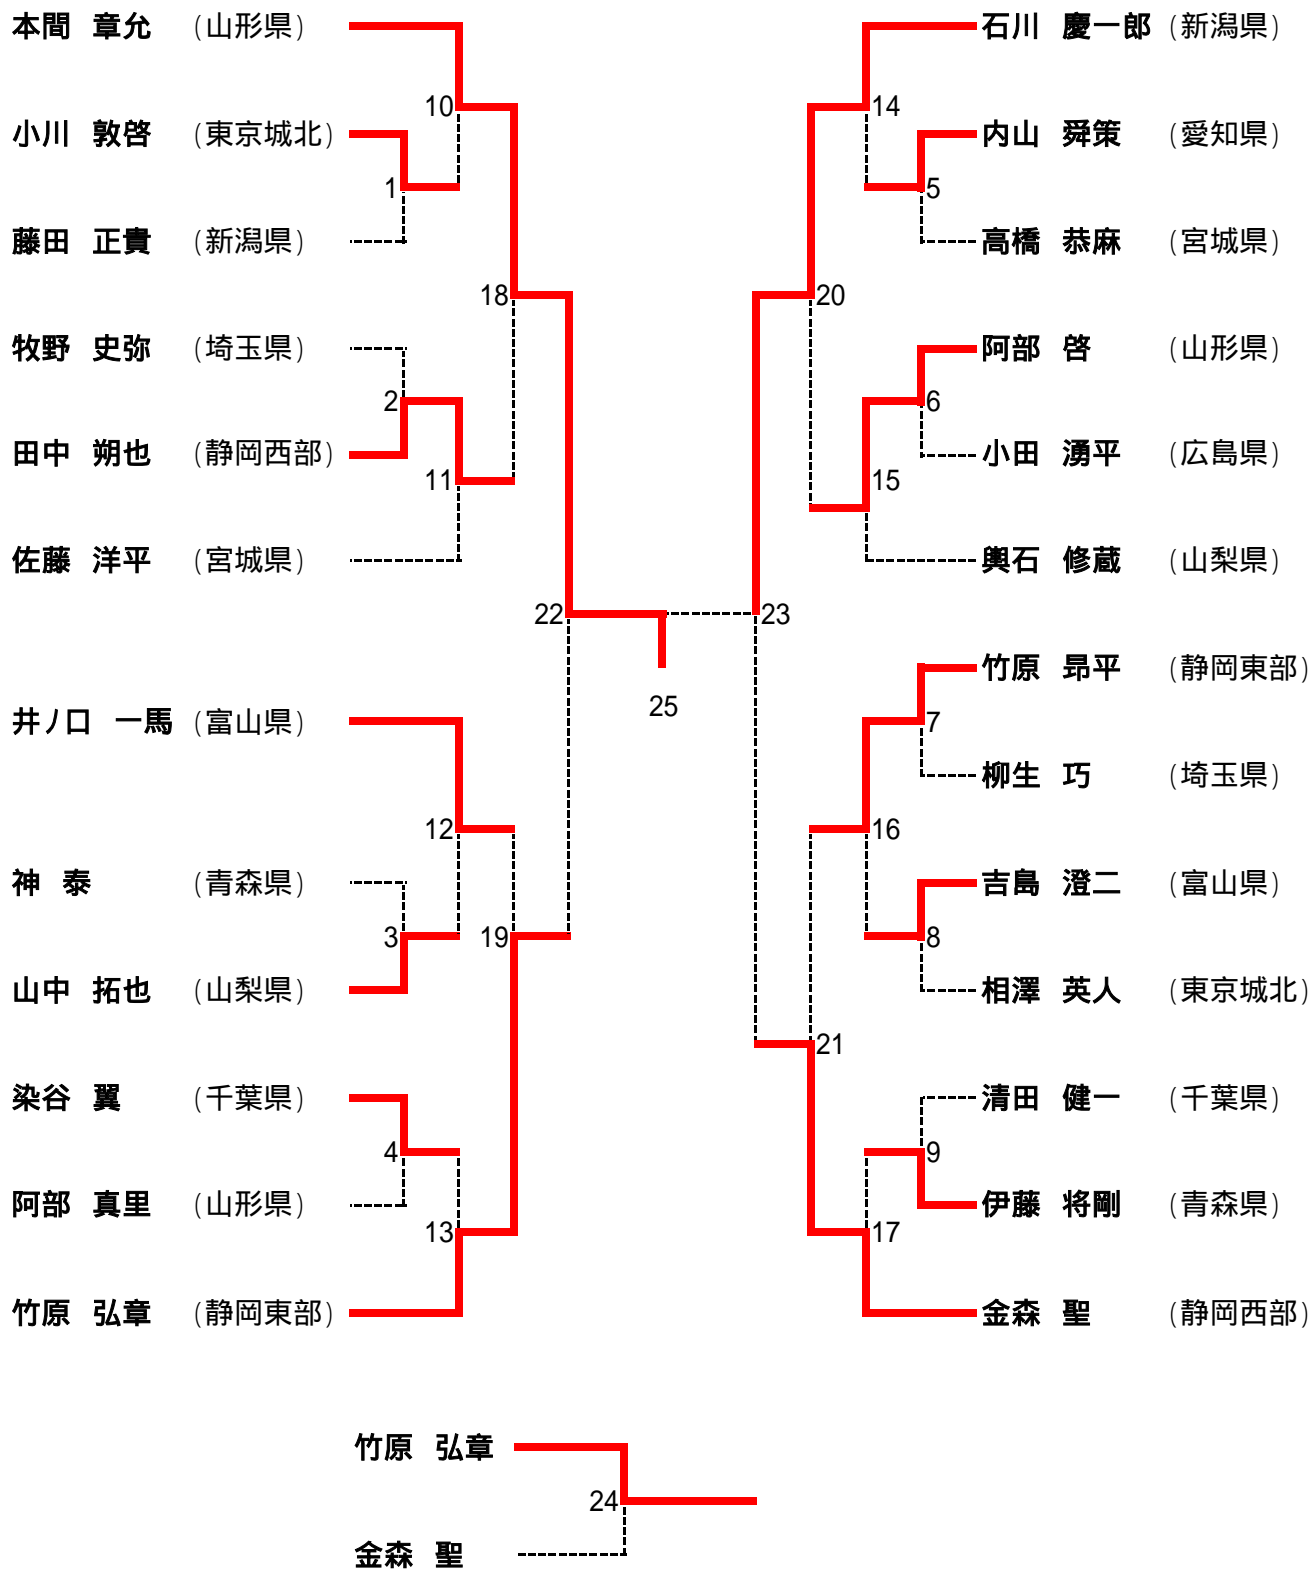 本間 章允 (山形県)
10
小川 敦啓 (東京城北)
1
藤田 正貴 (新潟県)
18
牧野 史弥 (埼玉県)
2
田中 朔也 (静岡西部)
11
佐藤 洋平 (宮城県)
22
井ノ口 一馬 (富山県)
12
神 泰 (青森県)
3
19
山中 拓也 (山梨県)
染谷 翼 (千葉県)
4
阿部 真里 (山形県)
13
竹原 弘章 (静岡東部)
石川 慶一郎 (新潟県)
14
内山 舜策 (愛知県)
5
高橋 恭麻 (宮城県)
20
阿部 啓 (山形県)
6
小田 湧平 (広島県)
15
輿石 修蔵 (山梨県)
23
竹原 昂平 (静岡東部)
7
柳生 巧 (埼玉県)
16
吉島 澄二 (富山県)
8
相澤 英人 (東京城北)
21
清田 健一 (千葉県)
9
伊藤 将剛 (青森県)
17
金森 聖 (静岡西部)
25
竹原 弘章
24
金森 聖